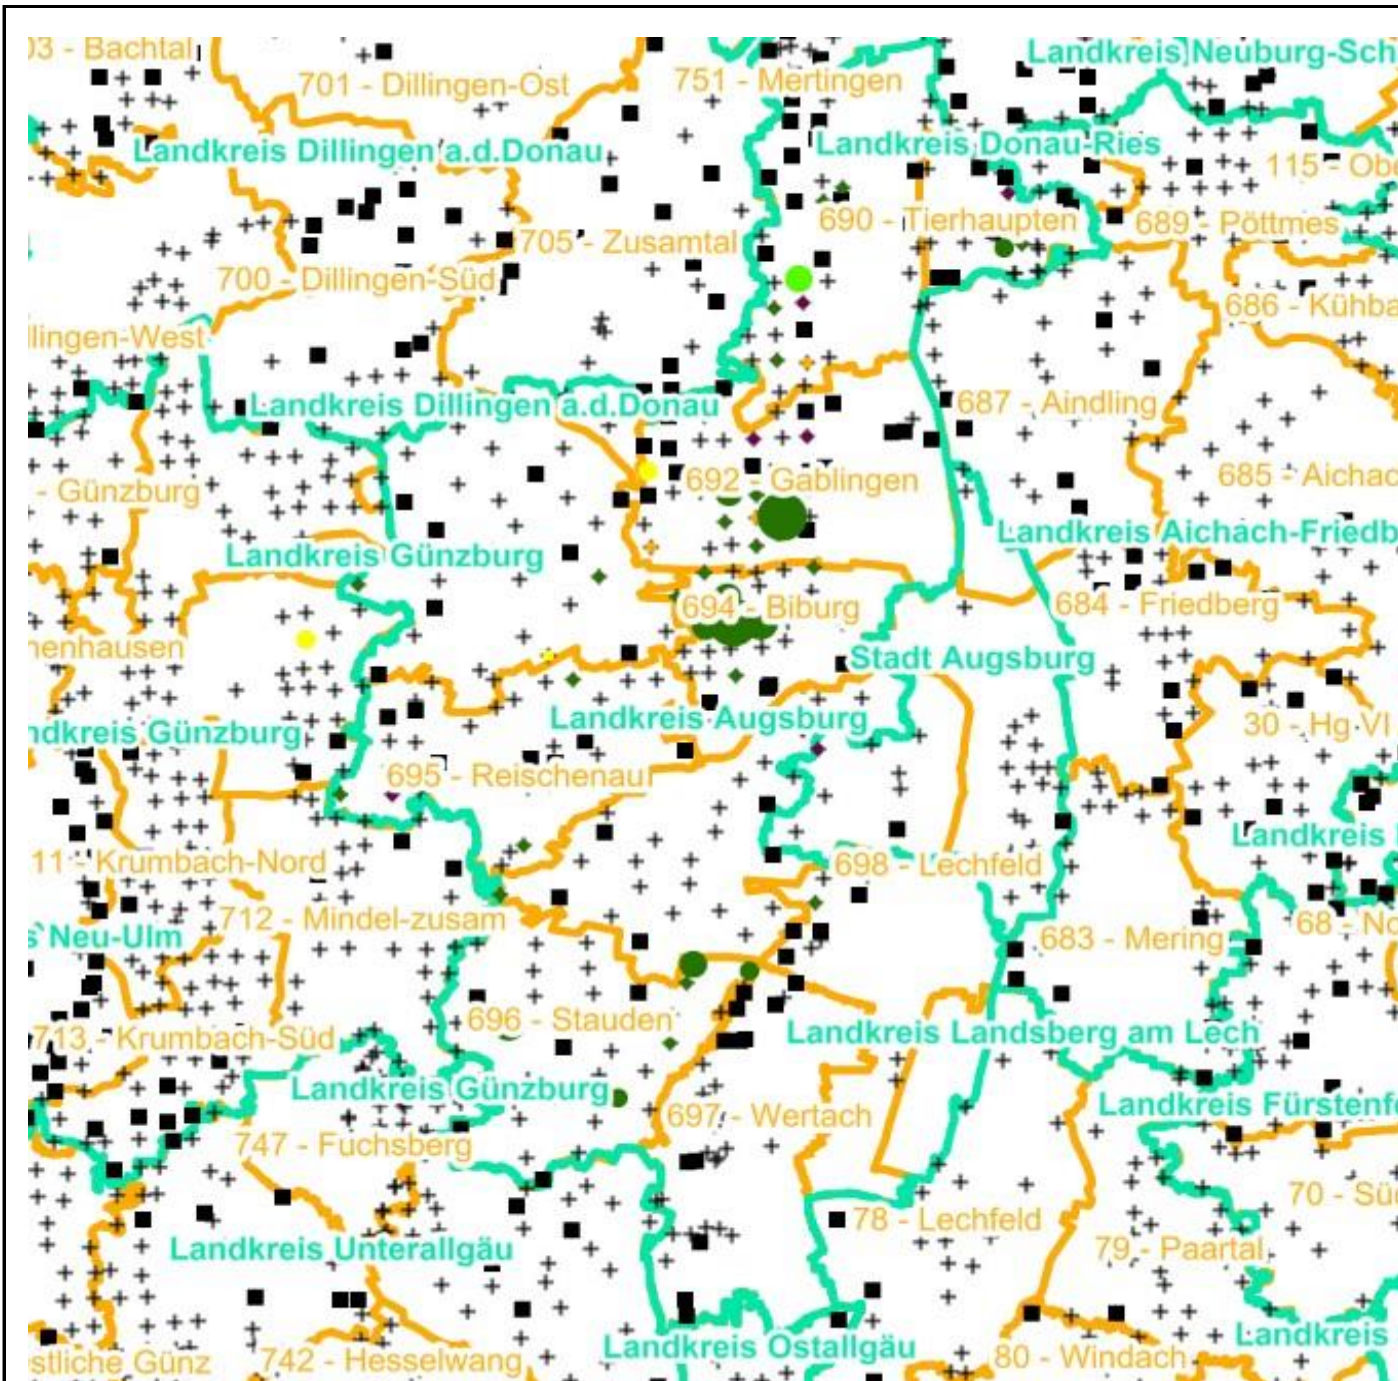 03 - Bachtal
Landkreis Neuburg-Sch
701 - Dillingen-Ost
751 - Mertingen
Landkreis Dillingen a.d.Donau
Landkreis Donau-Ries
115 - Obe
705 - Zusamtal
690 - Tierhaupten
689 - Pöttmes
700 - Dillingen-Süd
686 - Kühba
llingen-West
Landkreis Dillingen a.d.Donau
687 - Aindling
- Günzburg
692 - Gablingen
685 - Aichac
Landkreis Aichach-Friedb
Landkreis Günzburg
694 - Biburg
684 - Friedberg
nenhausen
Stadt Augsburg
ndkreis Günzburg
Landkreis Augsburg
30 - Hg VI
695 - Reischenau
11 - Krumbach-Nord
698 - Lechfeld
Landkreis
712 - Mindel-zusam
s Neu-Ulm
683 - Mering
68 - No
713 - Krumbach-Süd
696 - Stauden
Landkreis Landsberg am Lech
Landkreis Günzburg
697 - Wertach
Landkreis Fürstenfe
747 - Fuchsberg
70 - Sü
Landkreis Unterallgäu
78 - Lechfeld
79 - Paartal
stliche Günz
742 - Hesselwang
Landkreis Ostallgäu
80 - Windach
Landkreis